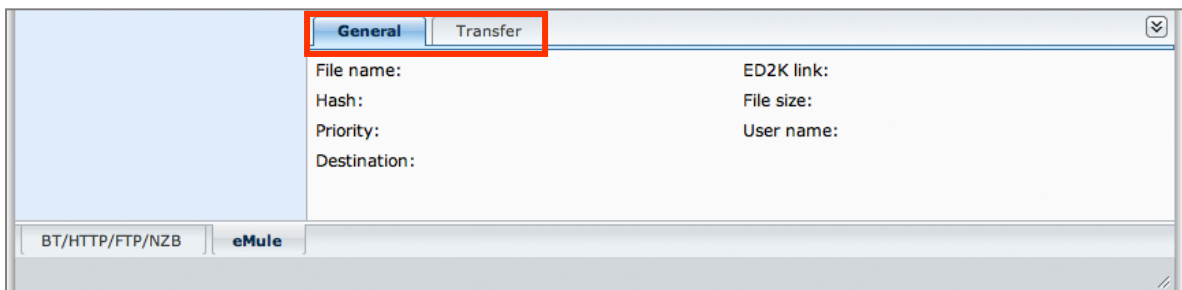 General Transfer
File name: ED2K link:
Hash: File size:
Priority: User name:
Destination:
BT/HTTP/FTP/NZB eMule